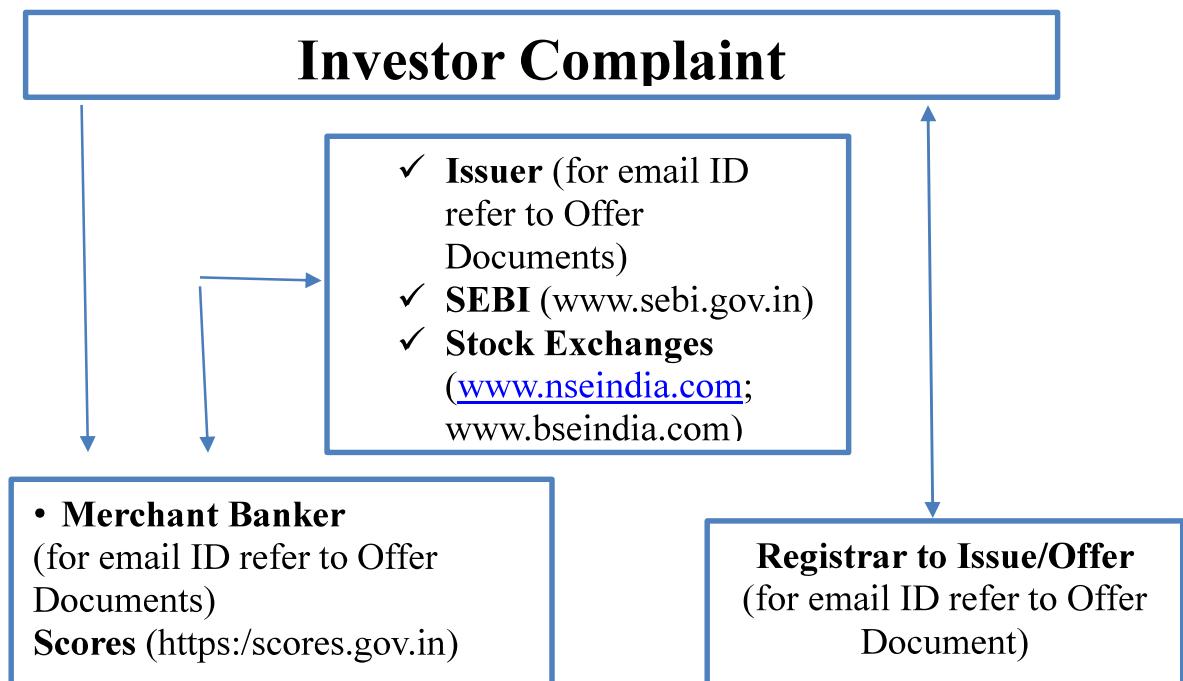 Investor Complaint
✓ Issuer (for email ID
refer to Offer
Documents)
✓ SEBI (www.sebi.gov.in)
✓ Stock Exchanges
(www.nseindia.com;
www.bseindia.com)
• Merchant Banker
(for email ID refer to Offer
Documents)
Scores (https:/scores.gov.in)
Registrar to Issue/Offer
(for email ID refer to Offer
Document)